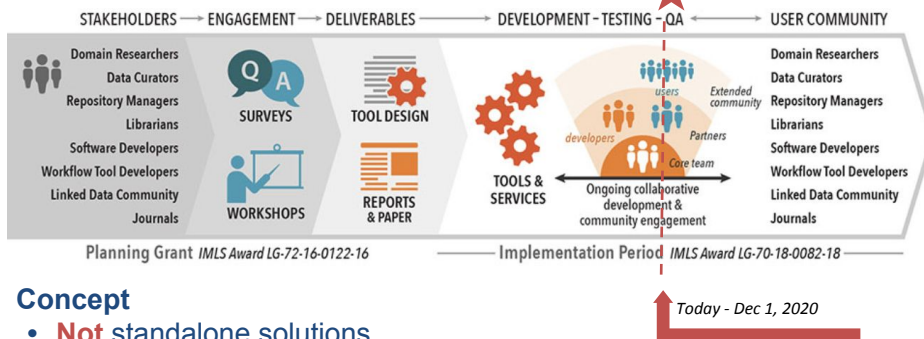 STAKEHOLDERS → ENGAGEMENT → DELIVERABLES → DEVELOPMENT – TESTING – QA → USER COMMUNITY
Domain Researchers
Data Curators
Repository Managers
Librarians
Software Developers
Workflow Tool Developers
Linked Data Community
Journals
Q A
SURVEYS
WORKSHOPS
TOOL DESIGN
REPORTS
& PAPER
TOOLS &
SERVICES
users
Extended
community
developers
Partners
Core team
Ongoing collaborative
development &
community engagement
Domain Researchers
Data Curators
Repository Managers
Librarians
Software Developers
Workflow Tool Developers
Linked Data Community
Journals
Planning Grant IMLS Award LG-72-16-0122-16
Implementation Period IMLS Award LG-70-18-0082-18
Concept
Today - Dec 1, 2020
• Not standalone solutions